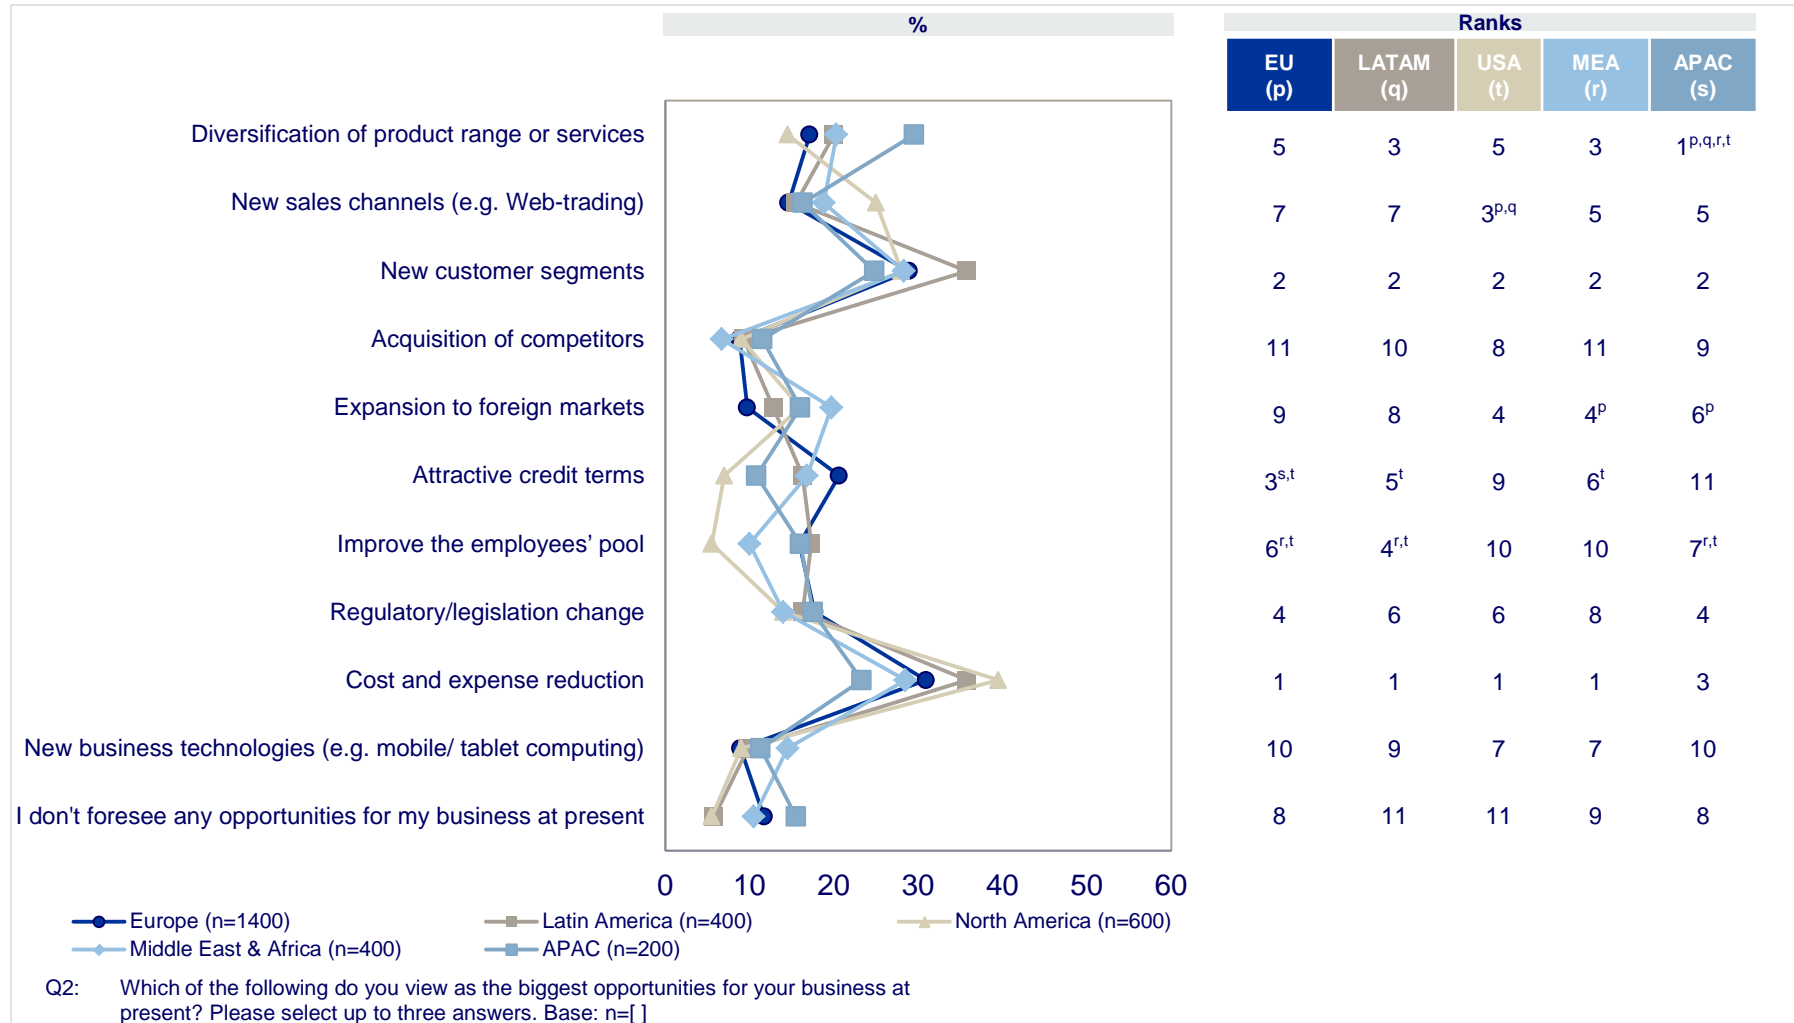 %
Ranks
EU LATAM USA MEA APAC
(p) (q) (t) (r) (s)
Diversification of product range or services 5 3 5 3 1p,q,r,t
New sales channels (e.g. Web-trading) 7 7 3p,q 5 5
New customer segments 2 2 2 2 2
Acquisition of competitors 11 10 8 11 9
Expansion to foreign markets 9 8 4 4p 6p
Attractive credit terms 3s,t 5t 9 6t 11
Improve the employees’ pool 6r,t 4r,t 10 10 7r,t
Regulatory/legislation change 4 6 6 8 4
Cost and expense reduction 1 1 1 1 3
New business technologies (e.g. mobile/ tablet computing) 10 9 7 7 10
I don't foresee any opportunities for my business at present 8 11 11 9 8
0 10 20 30 40 50 60
Europe (n=1400) Latin America (n=400) North America (n=600)
Middle East & Africa (n=400) APAC (n=200)
Q2: Which of the following do you view as the biggest opportunities for your business at
present? Please select up to three answers. Base: n=[ ]